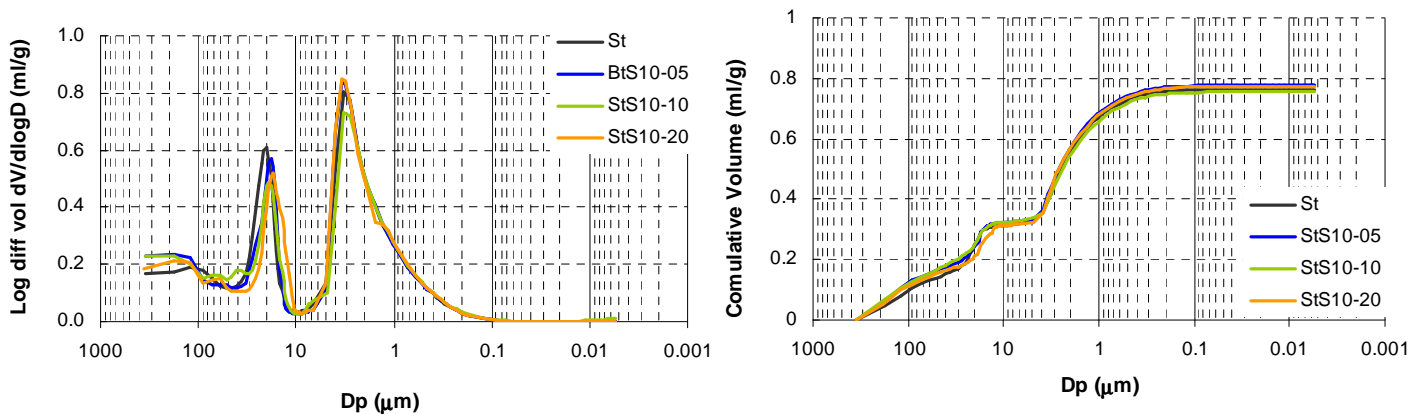 Log diff vol dV/dlogD (ml/g)
1.0
0.8
0.6
0.4
0.2
0.0
1000 100 10 1 0.1 0.01 0.001
Dp (μm)
St
BtS10-05
StS10-10
StS10-20
Comulative Volume (ml/g)
1
0.8
0.6
0.4
0.2
0
1000 100 10 1 0.1 0.01 0.001
Dp (μm)
St
StS10-05
StS10-10
StS10-20